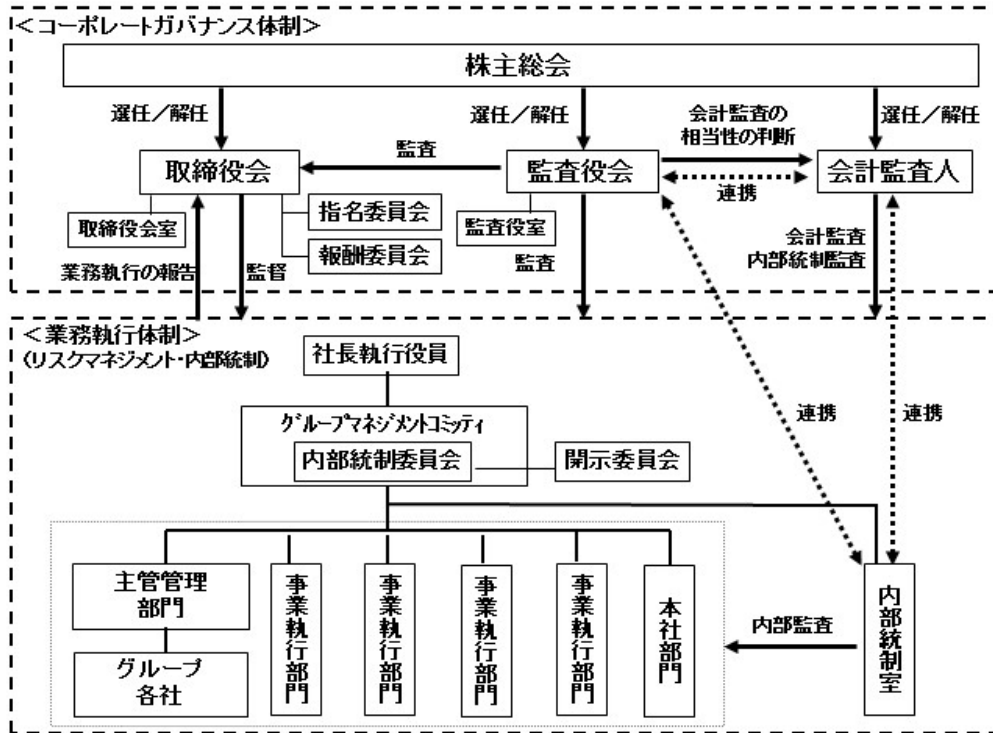 ＜コーポレートガバナンス体制＞
株主総会
選任／解任
選任／解任
会計監査の
相当性の判断
選任／解任
取締役会
監査
監査役会
連携
会計監査人
取締役会室
指名委員会
報酬委員会
監査役室
業務執行の報告
監督
監査
会計監査
内部統制監査
＜業務執行体制＞
（リスクマネジメント・内部統制）
社長執行役員
グループマネジメントコミッティ
内部統制委員会
開示委員会
連携
連携
主管管理
部門
グループ
各社
事業執行部門
事業執行部門
事業執行部門
事業執行部門
本社部門
内部監査
内部統制室